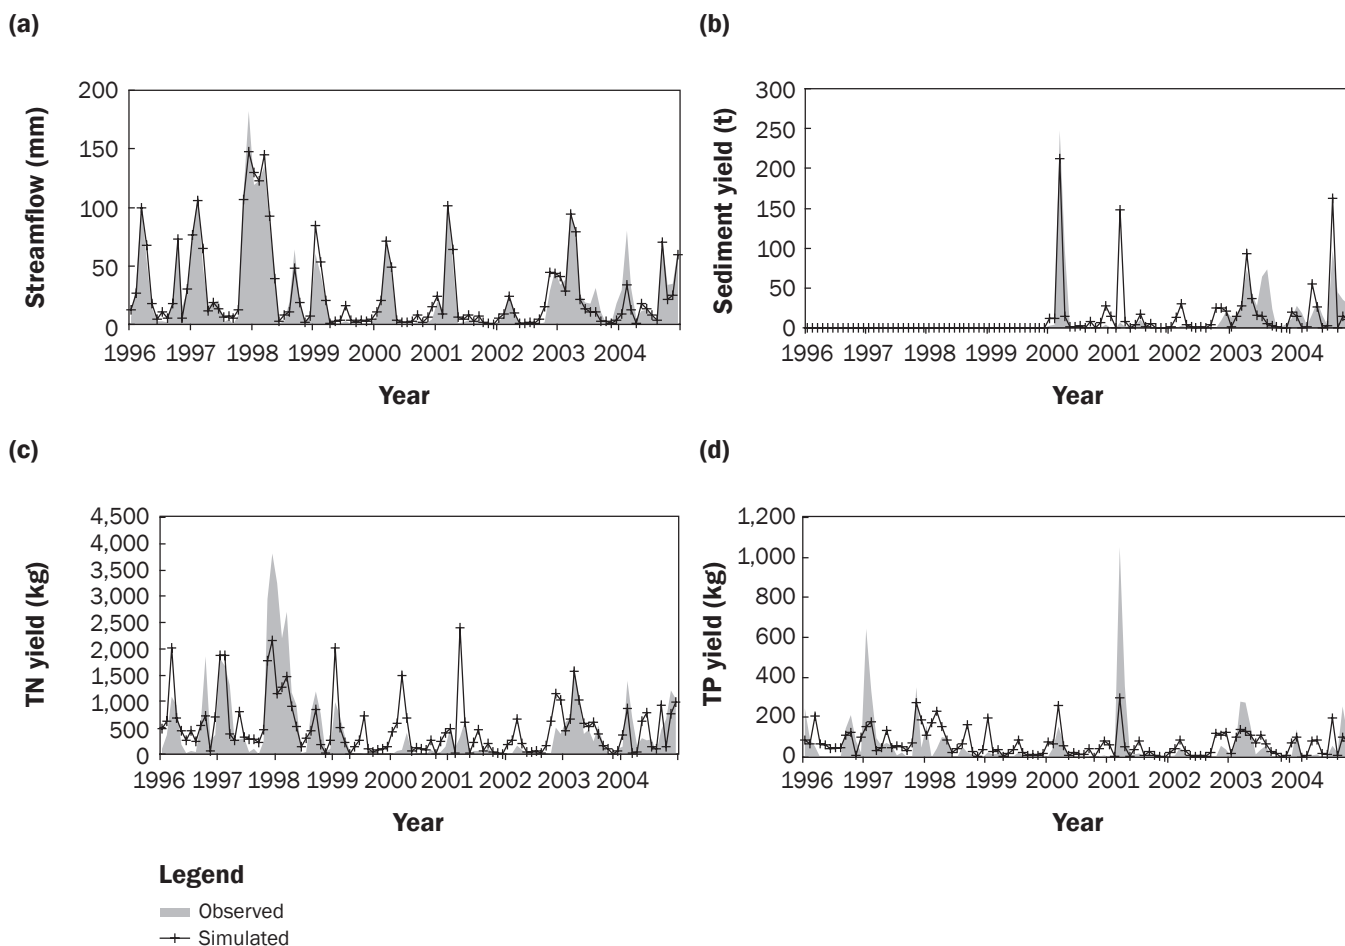 (a)
Streamflow (mm)
200
150
100
50
0
1996 1997 1998 1999 2000 2001 2002 2003 2004
Year
(b)
Sediment yield (t)
300
250
200
150
100
50
0
1996 1997 1998 1999 2000 2001 2002 2003 2004
Year
(c)
TN yield (kg)
4,500
4,000
3,500
3,000
2,500
2,000
1,500
1,000
500
0
1996 1997 1998 1999 2000 2001 2002 2003 2004
Year
(d)
TP yield (kg)
1,200
1,000
800
600
400
200
0
1996 1997 1998 1999 2000 2001 2002 2003 2004
Year
Legend
Observed
Simulated